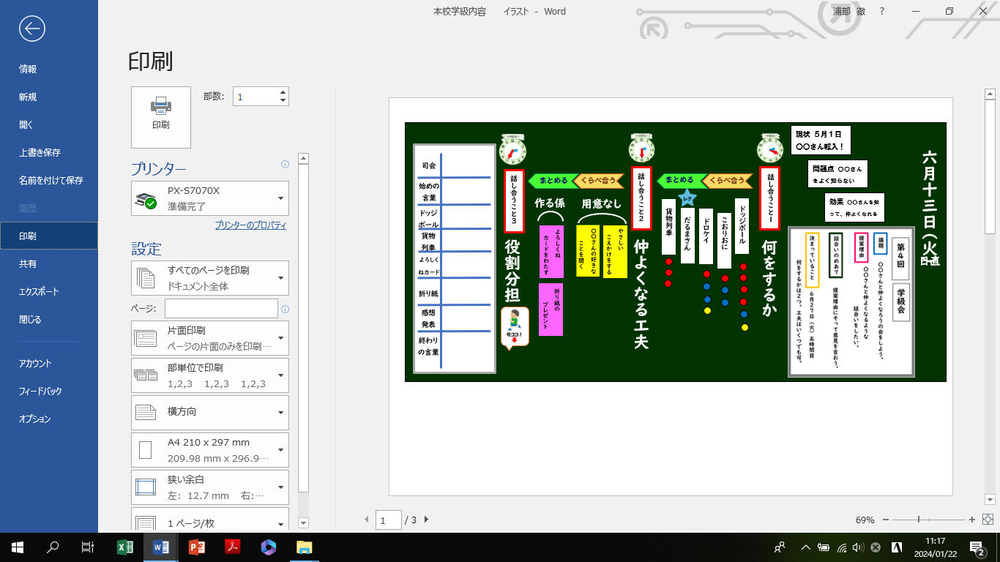 本校学級内容　イラスト - Word
浦部 徹
?
情報
新規
開く
上書き保存
名前を付けて保存
履歴
印刷
共有
エクスポート
閉じる
アカウント
フィードバック
オプション
印刷
印刷
部数: 1
プリンター
PX-S7070X
準備完了
プリンターのプロパティ
設定
すべてのページを印刷
ドキュメント全体
ページ:
片面印刷
ページの片面のみを印刷…
部単位で印刷
1,2,3 1,2,3 1,2,3
横方向
A4 210 x 297 mm
209.98 mm x 296.9…
狭い余白
左: 12.7 mm 右:…
1 ページ/枚
六月十三日（火）
日直
現状 ５月１日
〇〇さん転入！
問題点 〇〇さん
をよく知らない
効果 〇〇さんを知
って、仲よくなれる
第４回
学級会
議題
〇〇さんと仲よくなろうの会をしよう。
提案理由
〇〇さんと仲よくなるような
話合いをしたい。
話合いのめあて
提案理由にそって意見を言おう。
決まっていること
６月２７日（火）五時間目
何をするかは２つ。工夫はいくつでも可。
話し合うこと１
何をするか
くらべ合う
まとめる
ドッジボール
こおりおに
ドロケイ
レク
だるまさん
貨物列車
話し合うこと２
仲よくなる工夫
くらべ合う
まとめる
用意なし
やさしい
こえかけをする
〇〇さんの好きな
ことを聞く
作る係
よろしくね
カードをわたす
折り紙の
プレゼント
話し合うこと３
役割分担
今ココ！
司会
始めの
言葉
ドッジ
ボール
貨物
列車
よろしく
ねカード
折り紙
感想
発表
終わり
の言葉
1 / 3
69%
11:17
2024/01/22
2